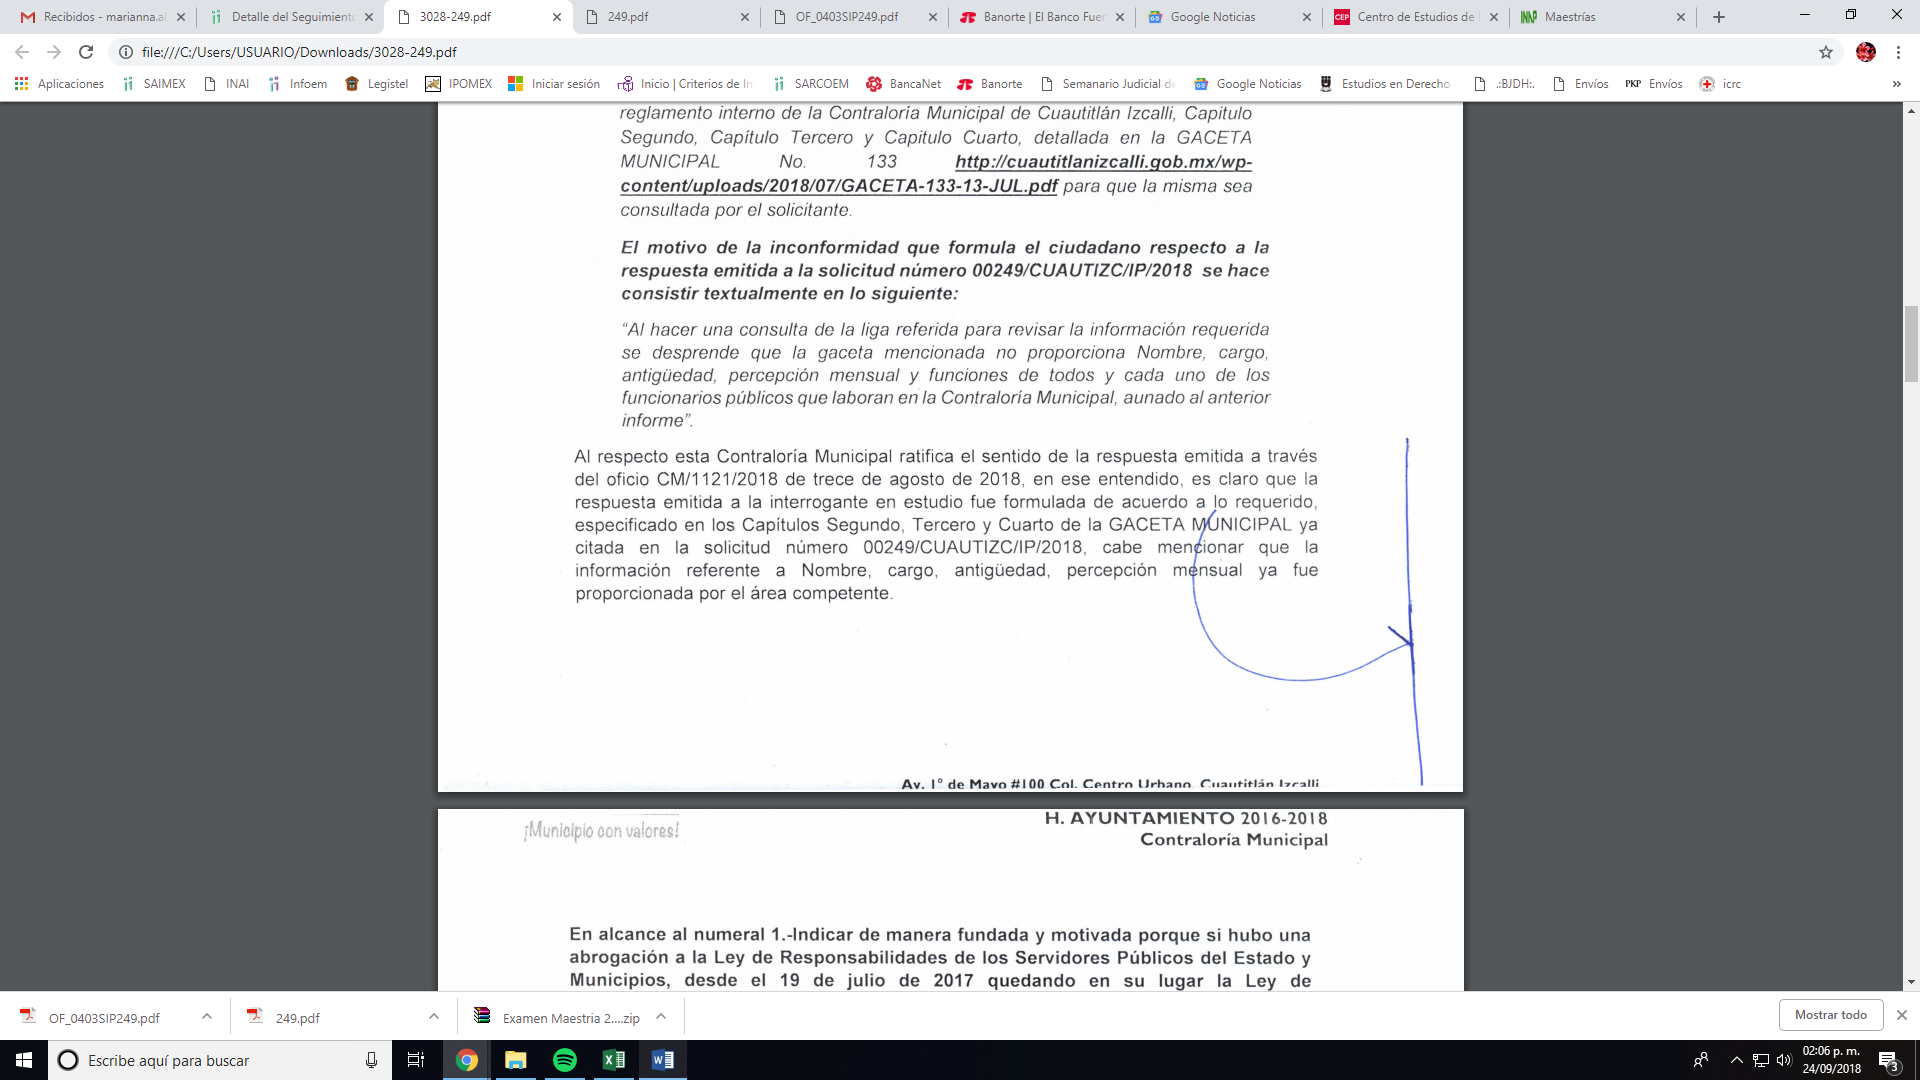 Recibidos - marianna.al
Detalle del Seguimiento
3028-249.pdf
249.pdf
OF_0403SIP249.pdf
Banorte | El Banco Fuer
Google Noticias
Centro de Estudios de
Maestrías
file:///C:/Users/USUARIO/Downloads/3028-249.pdf
Aplicaciones
SAIMEX
INAI
Infoem
Legistel
IPOMEX
Iniciar sesión
Inicio | Criterios de In
SARCOEM
BancaNet
Banorte
Semanario Judicial de
Google Noticias
Estudios en Derecho
.:BJDH:.
Envíos
PKP Envíos
icrc
»
reglamento interno de la Contraloría Municipal de Cuautitlán Izcalli, Capitulo
Segundo, Capítulo Tercero y Capitulo Cuarto, detallada en la GACETA
MUNICIPAL No. 133 http://cuautitlanizcalli.gob.mx/wp-
content/uploads/2018/07/GACETA-133-13-JUL.pdf para que la misma sea
consultada por el solicitante.
El motivo de la inconformidad que formula el ciudadano respecto a la
respuesta emitida a la solicitud número 00249/CUAUTIZC/IP/2018 se hace
consistir textualmente en lo siguiente:
“Al hacer una consulta de la liga referida para revisar la información requerida
se desprende que la gaceta mencionada no proporciona Nombre, cargo,
antigüedad, percepción mensual y funciones de todos y cada uno de los
funcionarios públicos que laboran en la Contraloría Municipal, aunado al anterior
informe”.
Al respecto esta Contraloría Municipal ratifica el sentido de la respuesta emitida a través
del oficio CM/1121/2018 de trece de agosto de 2018, en ese entendido, es claro que la
respuesta emitida a la interrogante en estudio fue formulada de acuerdo a lo requerido,
especificado en los Capítulos Segundo, Tercero y Cuarto de la GACETA MUNICIPAL ya
citada en la solicitud número 00249/CUAUTIZC/IP/2018, cabe mencionar que la
información referente a Nombre, cargo, antigüedad, percepción mensual ya fue
proporcionada por el área competente.
Av. 1° de Mayo #100 Col. Centro Urbano, Cuautitlán Izcalli
¡Municipio con valores!
H. AYUNTAMIENTO 2016-2018
Contraloría Municipal
En alcance al numeral 1.-Indicar de manera fundada y motivada porque si hubo una
abrogación a la Ley de Responsabilidades de los Servidores Públicos del Estado y
Municipios, desde el 19 de julio de 2017 quedando en su lugar la Ley de
OF_0403SIP249.pdf
249.pdf
Examen Maestria 2....zip
Mostrar todo
Escribe aquí para buscar
02:06 p. m.
24/09/2018
3